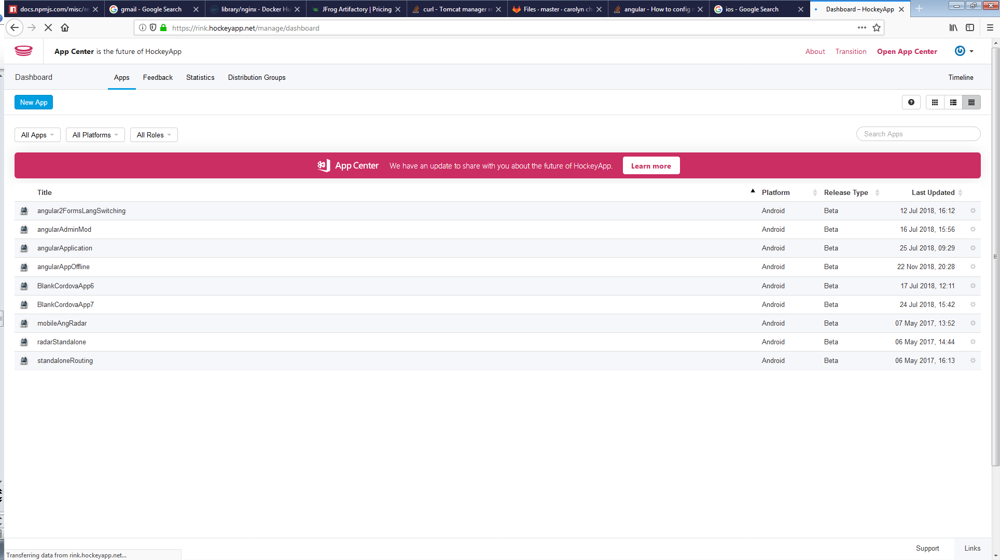 docs.npmjs.com/misc/re
gmail - Google Search
library/nginx - Docker Hu
JFrog Artifactory | Pricing
curl - Tomcat manager re
Files · master · carolyn ch
angular - How to config r
ios - Google Search
Dashboard – HockeyApp
https://rink.hockeyapp.net/manage/dashboard
App Center is the future of HockeyApp
About Transition Open App Center
Dashboard Apps Feedback Statistics Distribution Groups Timeline
New App
All Apps All Platforms All Roles Search Apps
App Center We have an update to share with you about the future of HockeyApp. Learn more
Title Platform Release Type Last Updated
angular2FormsLangSwitching Android Beta 12 Jul 2018, 16:12
angularAdminMod Android Beta 16 Jul 2018, 15:56
angularApplication Android Beta 25 Jul 2018, 09:29
angularAppOffline Android Beta 22 Nov 2018, 20:28
BlankCordovaApp6 Android Beta 17 Jul 2018, 12:11
BlankCordovaApp7 Android Beta 24 Jul 2018, 15:42
mobileAngRadar Android Beta 07 May 2017, 13:52
radarStandalone Android Beta 06 May 2017, 14:44
standaloneRouting Android Beta 06 May 2017, 16:13
Support Links
Transferring data from rink.hockeyapp.net...